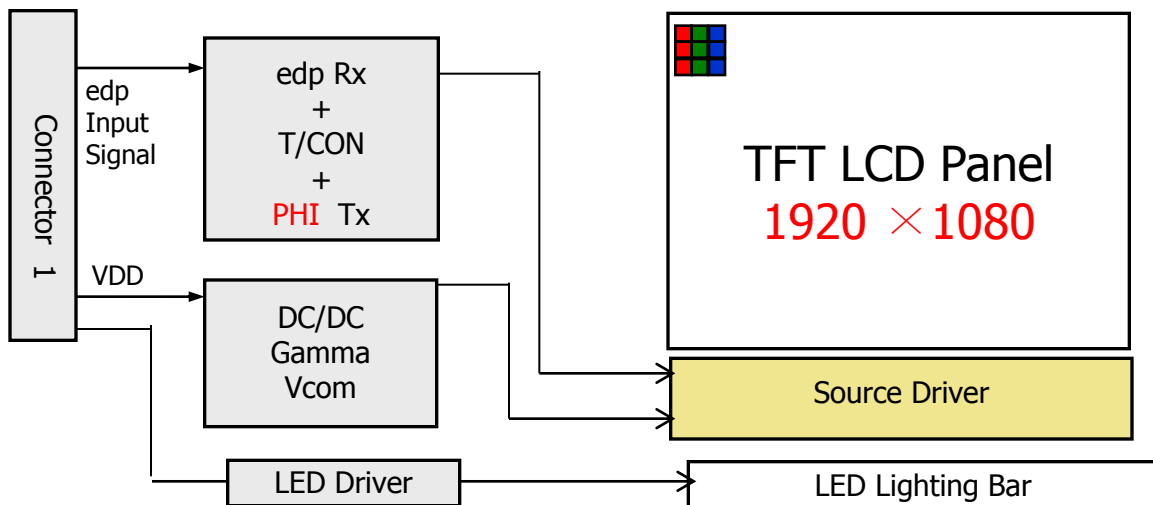 Connector 1
edp
Input
Signal
edp Rx
+
T/CON
+
PHI Tx
VDD
DC/DC
Gamma
Vcom
LED Driver
TFT LCD Panel
1920 ×1080
Source Driver
LED Lighting Bar